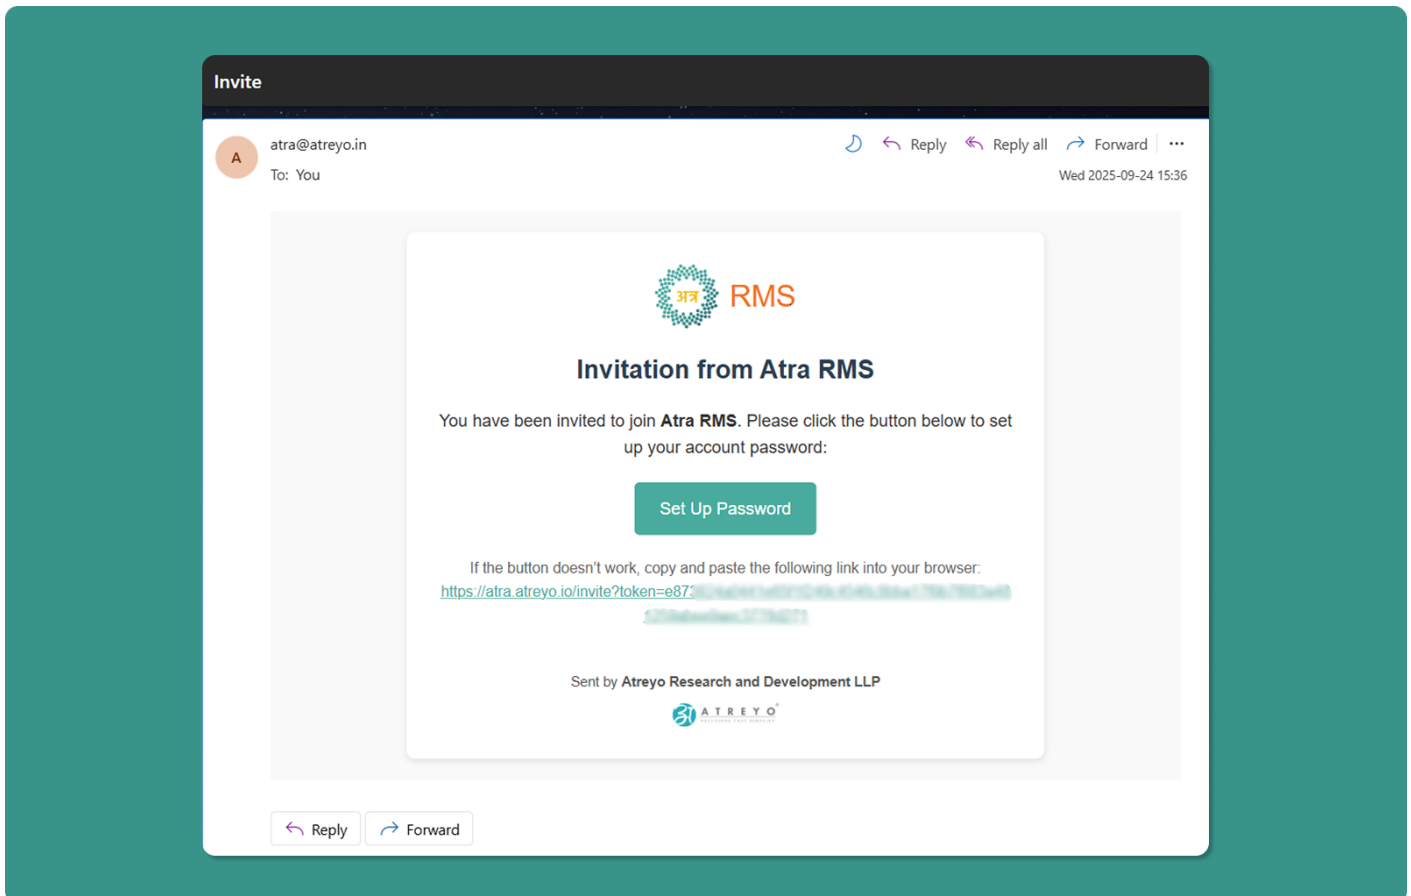 Invite
A
atra@atreyo.in
Reply
Reply all
Forward
To: You
Wed 2025-09-24 15:36
अत्र RMS
Invitation from Atra RMS
You have been invited to join Atra RMS. Please click the button below to set
up your account password:
Set Up Password
If the button doesn't work, copy and paste the following link into your browser:
https://atra.atreyo.io/invite?token=e873
Sent by Atreyo Research and Development LLP
ATREYO
Reply
Forward